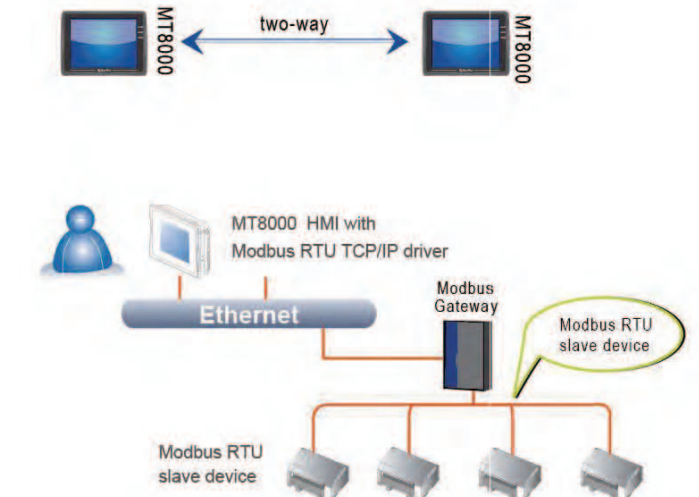 MT8000
two-way
MT8000
MT8000 HMI with
Modbus RTU TCP/IP driver
Ethernet
Modbus
Gateway
Modbus RTU
slave device
Modbus RTU
slave device